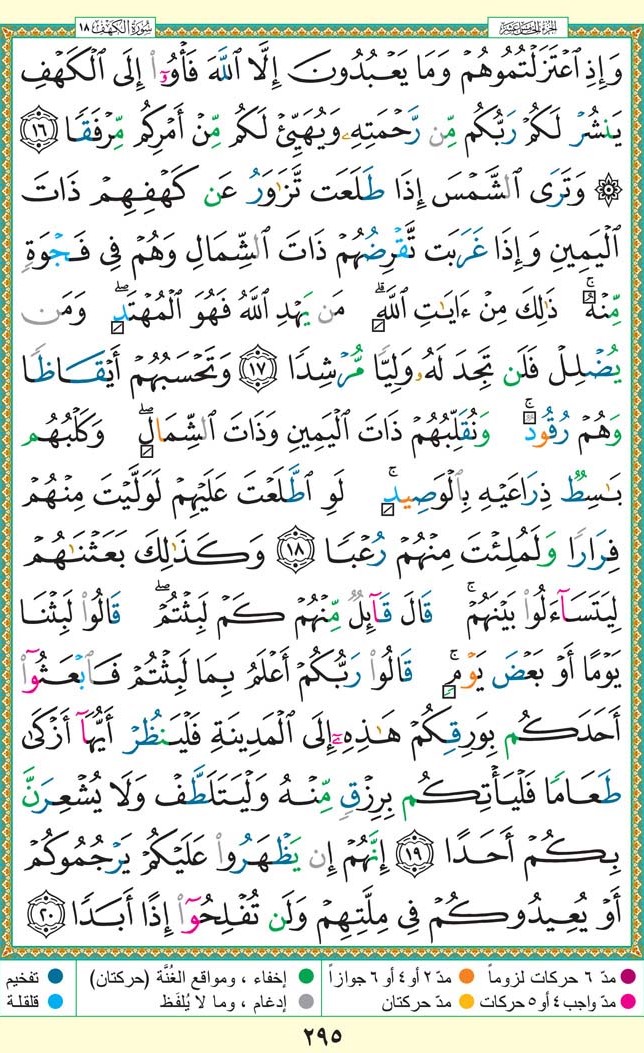 الجزء الخامس عشر
سورة الكهف ١٨
وَإِذِ ٱعْتَزَلْتُمُوهُمْ وَمَا يَعْبُدُونَ إِلَّا ٱللَّهَ فَأْوُۥٓا۟ إِلَى ٱلْكَهْفِ
يَنشُرْ لَكُمْ رَبُّكُم مِّن رَّحْمَتِهِۦ وَيُهَيِّئْ لَكُم مِّنْ أَمْرِكُم مِّرْفَقًا ١٦
۞ وَتَرَى ٱلشَّمْسَ إِذَا طَلَعَت تَّزَٰوَرُ عَن كَهْفِهِمْ ذَاتَ
ٱلْيَمِينِ وَإِذَا غَرَبَت تَّقْرِضُهُمْ ذَاتَ ٱلشِّمَالِ وَهُمْ فِى فَجْوَةٍ
مِّنْهُ ۚ ذَٰلِكَ مِنْ ءَايَٰتِ ٱللَّهِ ۗ مَن يَهْدِ ٱللَّهُ فَهُوَ ٱلْمُهْتَدِ ۖ وَمَن
يُضْلِلْ فَلَن تَجِدَ لَهُۥ وَلِيًّا مُّرْشِدًا ١٧ وَتَحْسَبُهُمْ أَيْقَاظًا
وَهُمْ رُقُودٌ ۚ وَنُقَلِّبُهُمْ ذَاتَ ٱلْيَمِينِ وَذَاتَ ٱلشِّمَالِ ۖ وَكَلْبُهُم
بَٰسِطٌ ذِرَاعَيْهِ بِٱلْوَصِيدِ ۚ لَوِ ٱطَّلَعْتَ عَلَيْهِمْ لَوَلَّيْتَ مِنْهُمْ
فِرَارًا وَلَمُلِئْتَ مِنْهُمْ رُعْبًا ١٨ وَكَذَٰلِكَ بَعَثْنَٰهُمْ
لِيَتَسَآءَلُوا۟ بَيْنَهُمْ ۚ قَالَ قَآئِلٌ مِّنْهُمْ كَمْ لَبِثْتُمْ ۖ قَالُوا۟ لَبِثْنَا
يَوْمًا أَوْ بَعْضَ يَوْمٍ ۚ قَالُوا۟ رَبُّكُمْ أَعْلَمُ بِمَا لَبِثْتُمْ فَٱبْعَثُوٓا۟
أَحَدَكُم بِوَرِقِكُمْ هَٰذِهِۦٓ إِلَى ٱلْمَدِينَةِ فَلْيَنظُرْ أَيُّهَآ أَزْكَىٰ
طَعَامًا فَلْيَأْتِكُم بِرِزْقٍ مِّنْهُ وَلْيَتَلَطَّفْ وَلَا يُشْعِرَنَّ
بِكُمْ أَحَدًا ١٩ إِنَّهُمْ إِن يَظْهَرُوا۟ عَلَيْكُمْ يَرْجُمُوكُمْ
أَوْ يُعِيدُوكُمْ فِى مِلَّتِهِمْ وَلَن تُفْلِحُوٓا۟ إِذًا أَبَدًا ٢٠
مدّ ٦ حركات لزوماً
مدّ ٢ أو ٤ أو ٦ جوازاً
إخفاء ، ومواقع الغُنَّة (حركتان)
تفخيم
مدّ واجب ٤ أو ٥ حركات
مدّ حركتان
إدغام ، وما لا يُلفَظ
قلقلة
٢٩٥